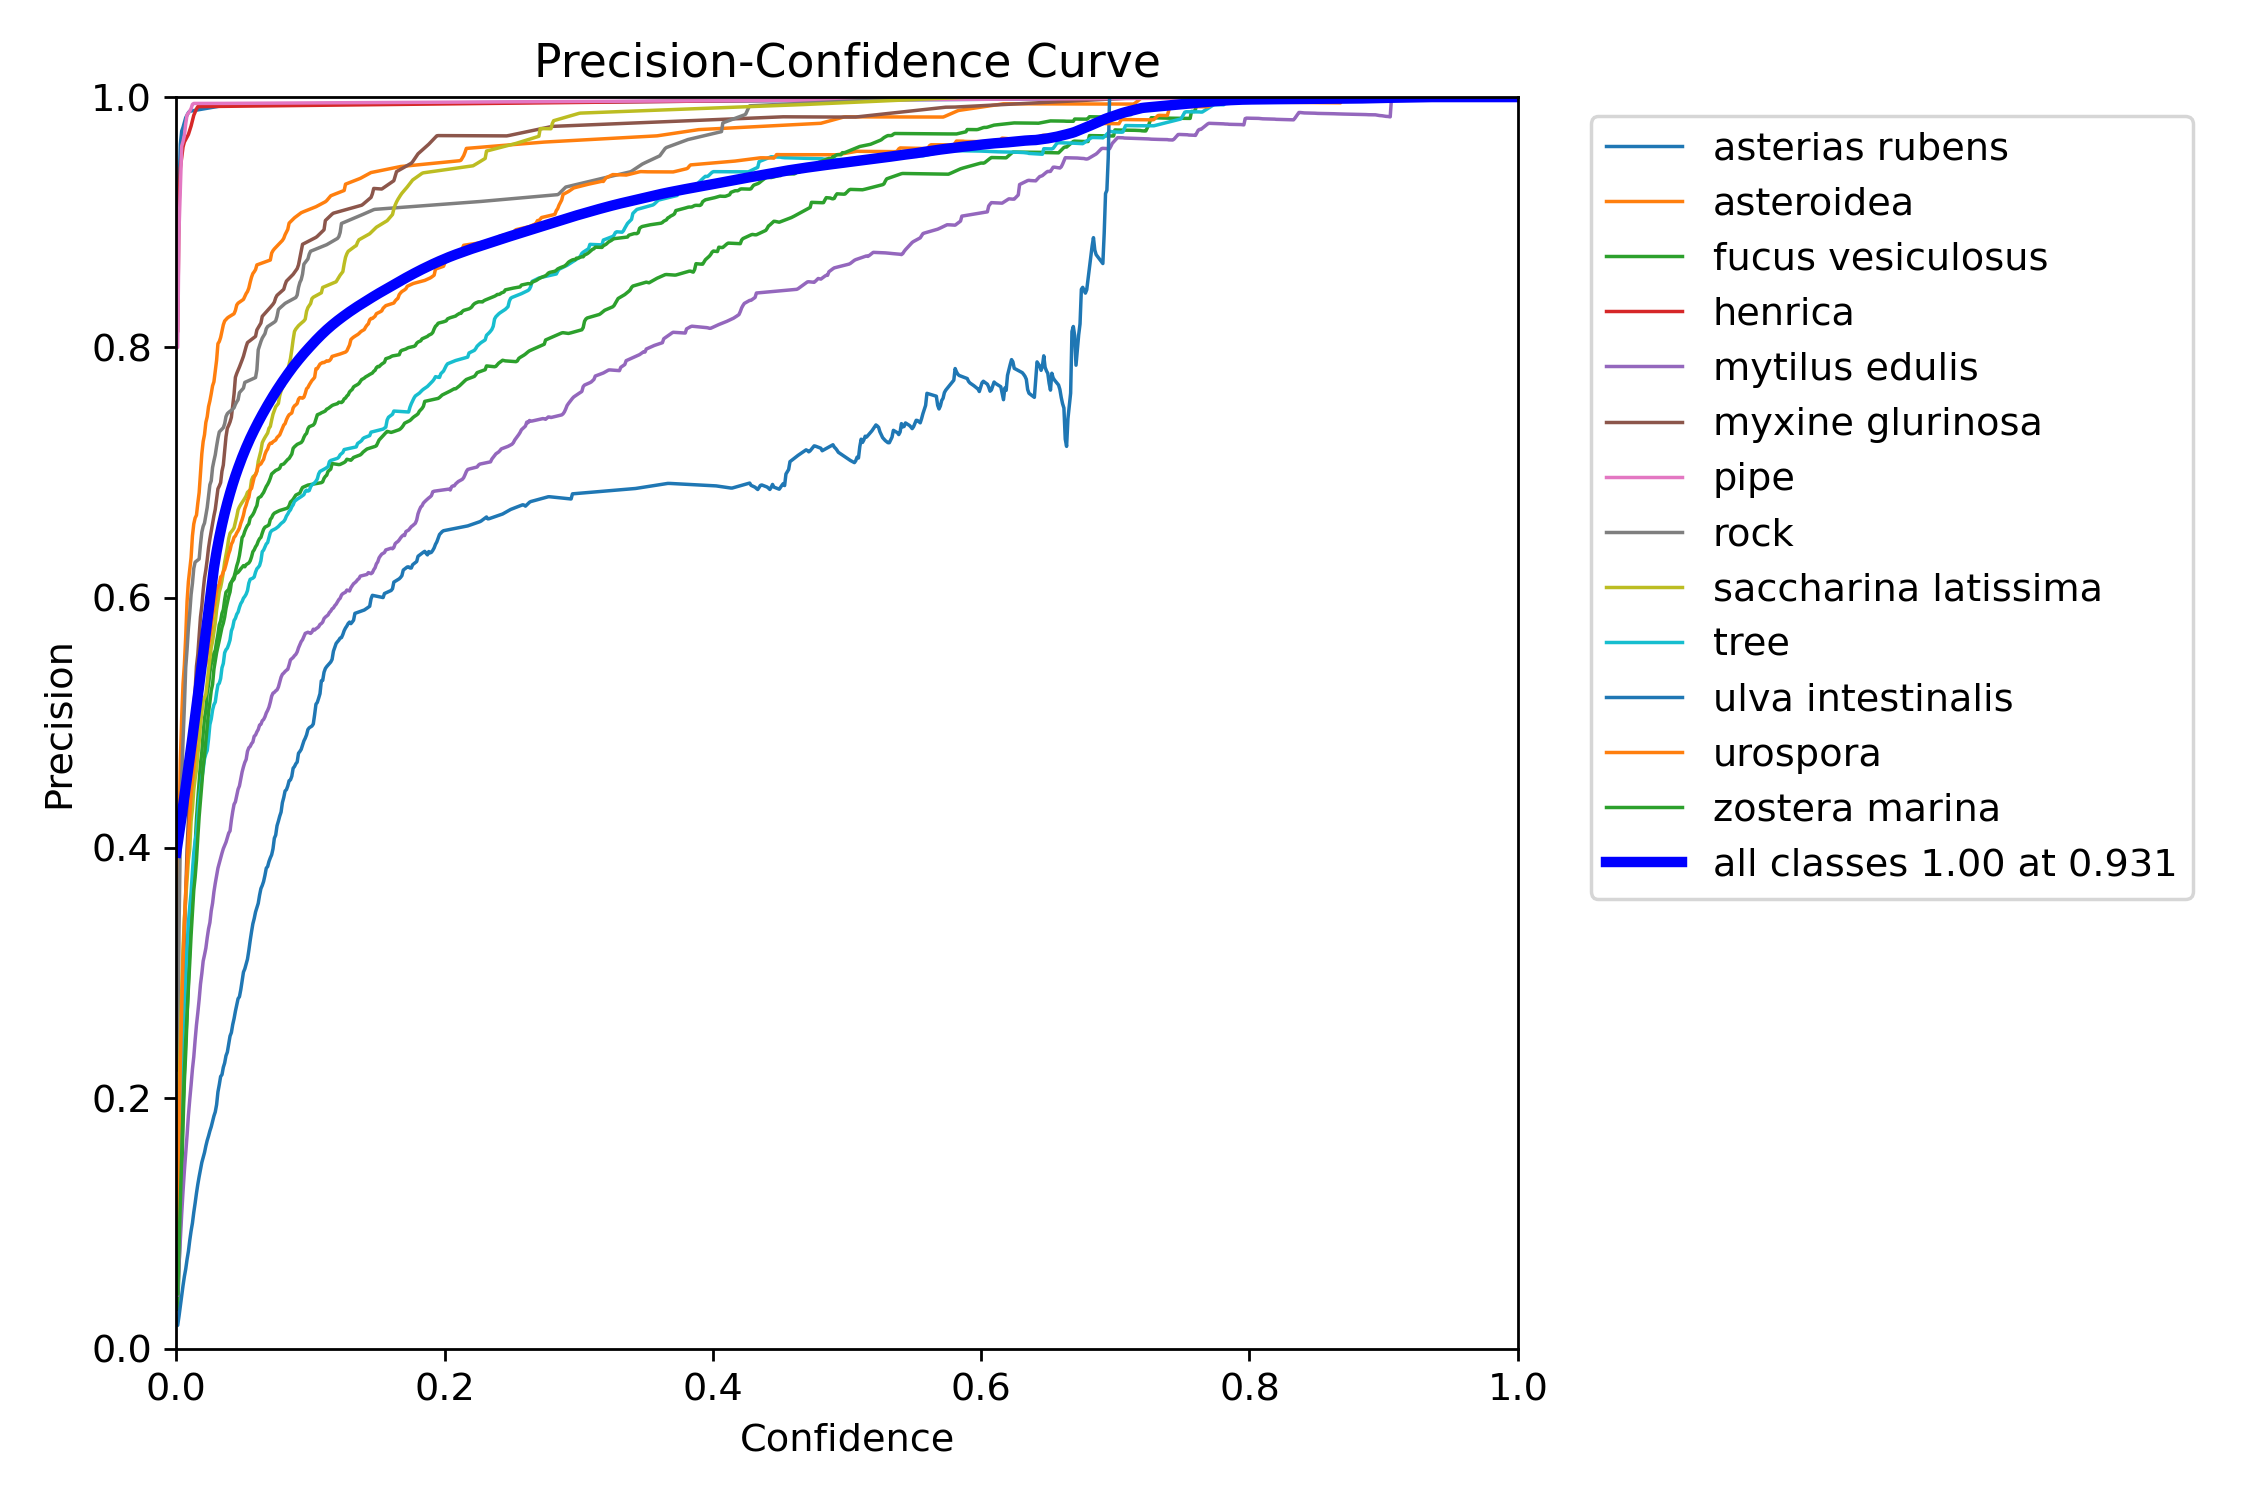 Precision-Confidence Curve
1.0
0.8
0.6
0.4
0.2
0.0
Precision
0.0 0.2 0.4 0.6 0.8 1.0
Confidence
asterias rubens
asteroidea
fucus vesiculosus
henrica
mytilus edulis
myxine glurinosa
pipe
rock
saccharina latissima
tree
ulva intestinalis
urospora
zostera marina
all classes 1.00 at 0.931